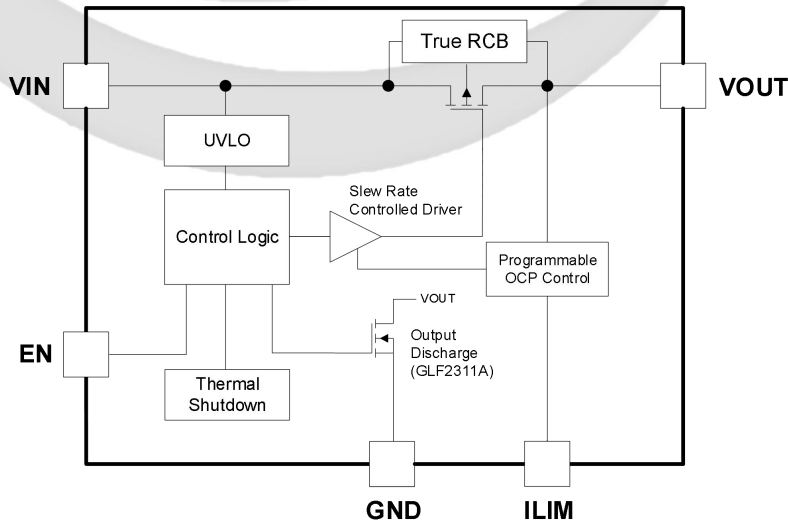 True RCB
VIN
VOUT
UVLO
Slew Rate
Controlled Driver
Control Logic
Programmable
OCP Control
VOUT
EN
Output
Discharge
(GLF2311A)
Thermal
Shutdown
GND
ILIM